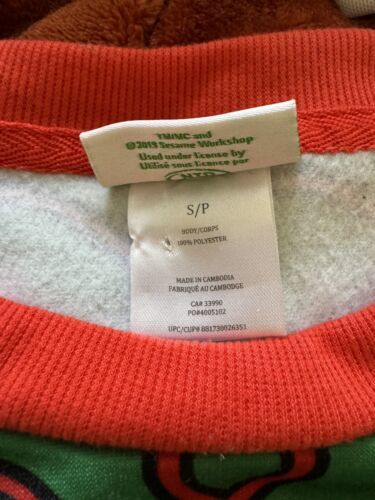 TM/MC and
©2019 Sesame Workshop
Used under license by
Utilisé sous licence par
S/P
BODY/CORPS
100% POLYESTER
MADE IN CAMBODIA
FABRIQUÉ AU CAMBODGE
CA# 33990
PO#4005102
UPC/CUP# 881730026351